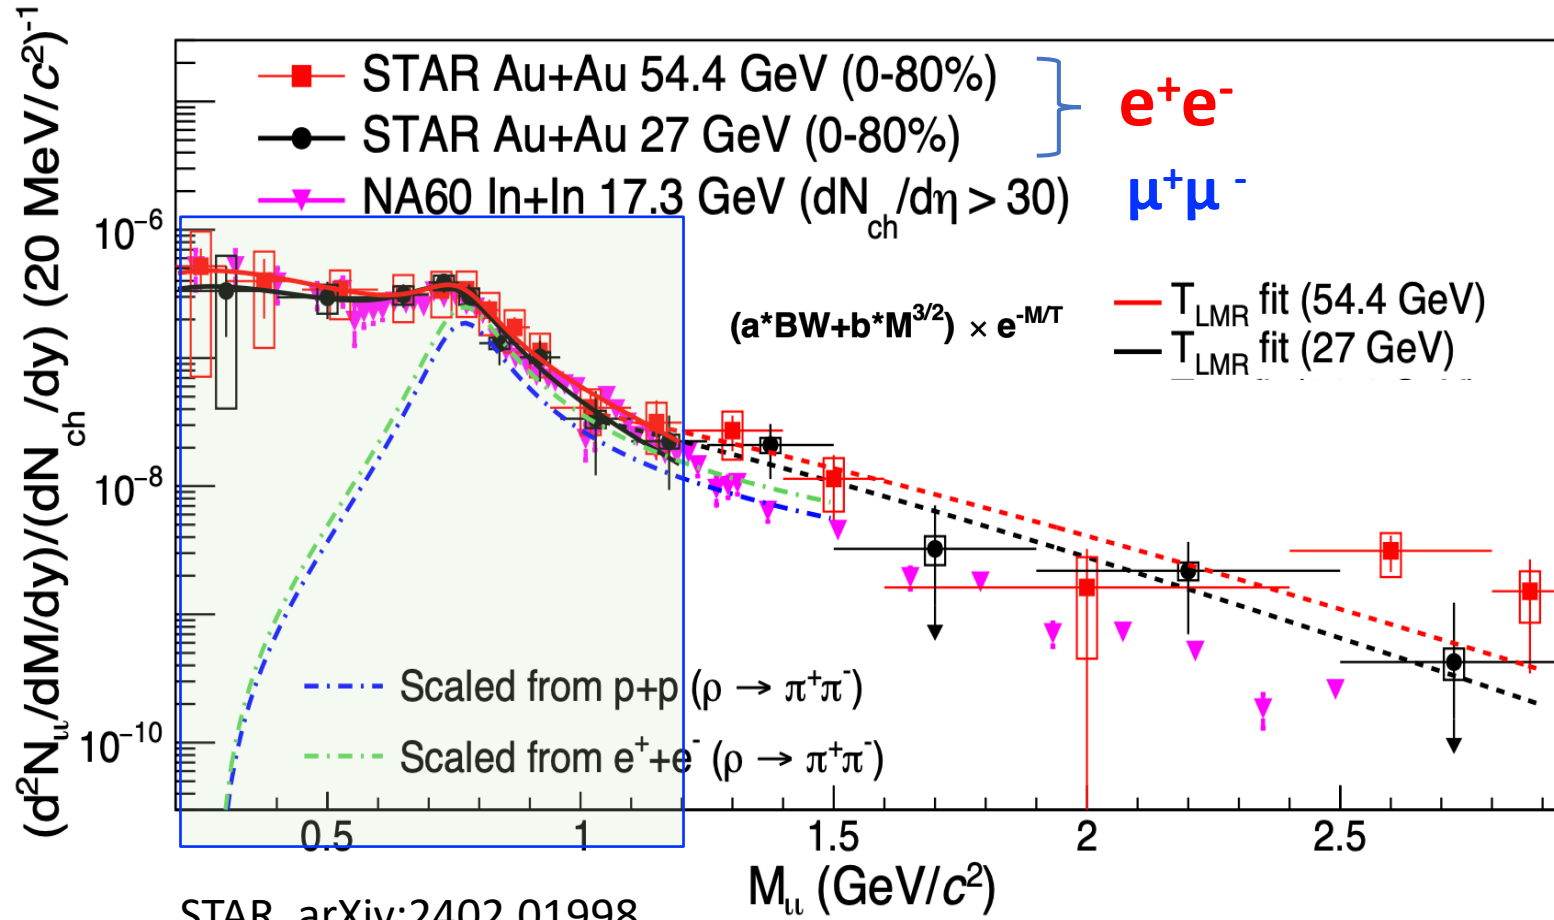 (d²Nₗₗ/dM/dy)/(dN_ch/dy) (20 MeV/c²)⁻¹
STAR Au+Au 54.4 GeV (0-80%)
STAR Au+Au 27 GeV (0-80%)
e⁺e⁻
NA60 In+In 17.3 GeV (dN_ch/dη > 30)
μ⁺μ⁻
10⁻⁶
10⁻⁸
10⁻¹⁰
(a*BW+b*M^3/2) × e^-M/T
T_LMR fit (54.4 GeV)
T_LMR fit (27 GeV)
Scaled from p+p (ρ → π⁺π⁻)
Scaled from e⁺+e⁻ (ρ → π⁺π⁻)
0.5 1 1.5 2 2.5
Mₗₗ (GeV/c²)
STAR, arXiv:2402.01998